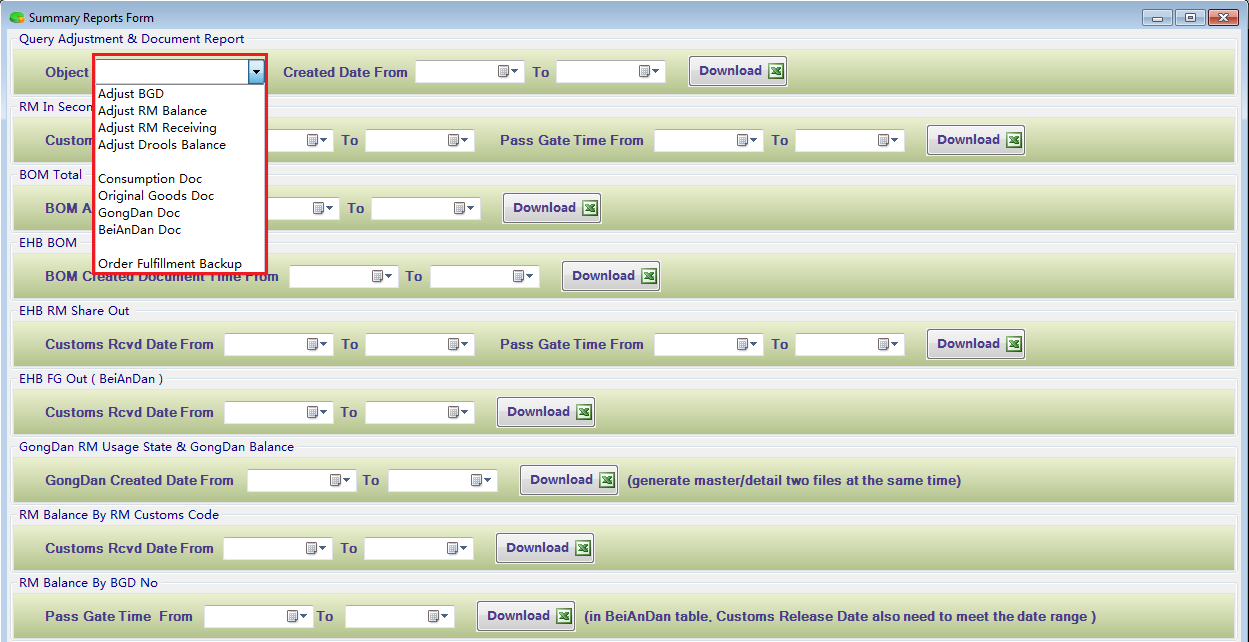 Summary Reports Form
Query Adjustment & Document Report
Object
Created Date From
To
Download
Adjust BGD
Adjust RM Balance
Adjust RM Receiving
Adjust Drools Balance
Consumption Doc
Original Goods Doc
GongDan Doc
BeiAnDan Doc
Order Fulfillment Backup
RM In Secon
Customs
To
Pass Gate Time From
To
Download
BOM Total
BOM A
To
Download
EHB BOM
BOM Created Document Time From
To
Download
EHB RM Share Out
Customs Rcvd Date From
To
Pass Gate Time From
To
Download
EHB FG Out ( BeiAnDan )
Customs Rcvd Date From
To
Download
GongDan RM Usage State & GongDan Balance
GongDan Created Date From
To
Download
(generate master/detail two files at the same time)
RM Balance By RM Customs Code
Customs Rcvd Date From
To
Download
RM Balance By BGD No
Pass Gate Time From
To
Download
(in BeiAnDan table, Customs Release Date also need to meet the date range )